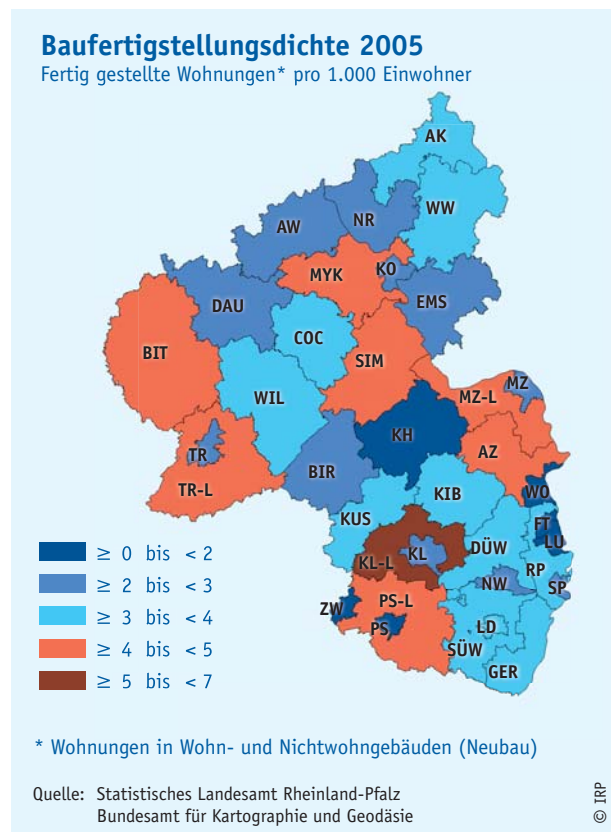 Baufertigstellungsdichte 2005
Fertig gestellte Wohnungen* pro 1.000 Einwohner
AK
WW
NR
AW
KO
MYK
EMS
DAU
COC
BIT
SIM
WIL
MZ
MZ-L
KH
AZ
TR
BIR
TR-L
KIB
WO
KUS
FT
LU
DÜW
KL
KL-L
RP
NW
SP
ZW
PS-L
PS
LD
SÜW
GER
≥ 0 bis < 2
≥ 2 bis < 3
≥ 3 bis < 4
≥ 4 bis < 5
≥ 5 bis < 7
* Wohnungen in Wohn- und Nichtwohngebäuden (Neubau)
Quelle: Statistisches Landesamt Rheinland-Pfalz
Bundesamt für Kartographie und Geodäsie
© IRP